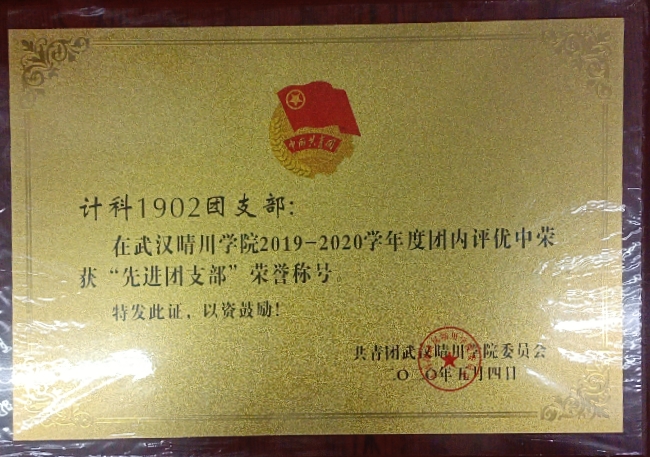 中国共青团
计科1902团支部:
在武汉晴川学院2019-2020学年度团内评优中荣
获“先进团支部”荣誉称号。
特发此证，以资鼓励！
共青团武汉晴川学院委员会
二〇二〇年五月四日